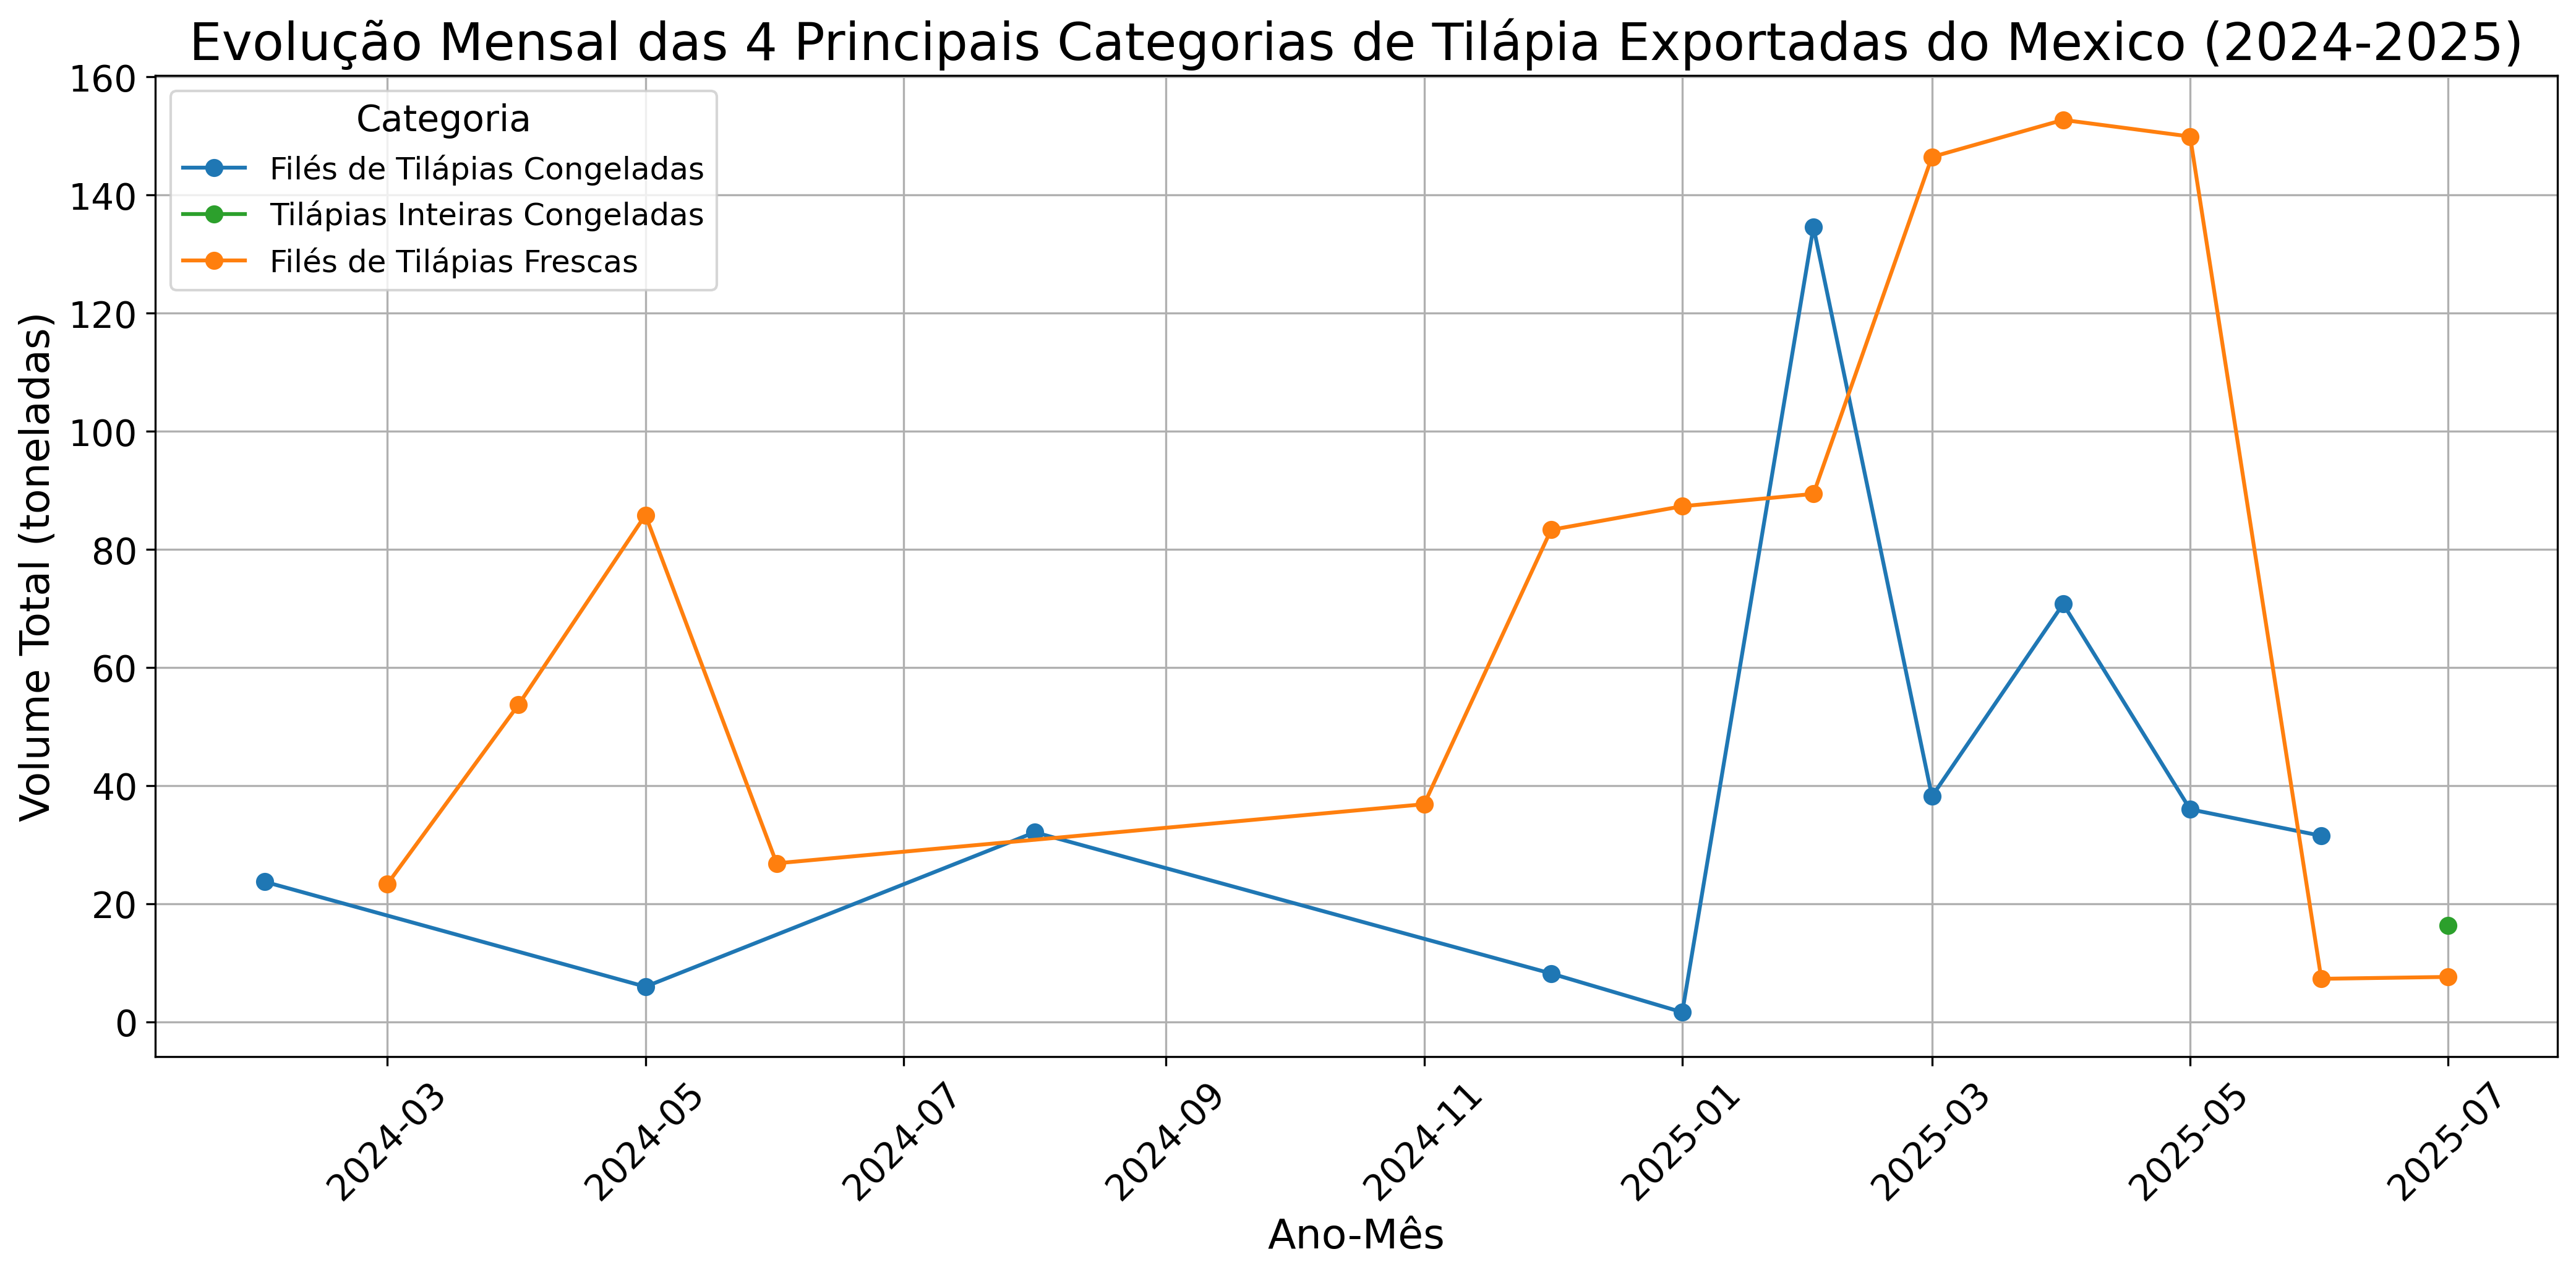 Evolução Mensal das 4 Principais Categorias de Tilápia Exportadas do Mexico (2024-2025)
Categoria
Filés de Tilápias Congeladas
Tilápias Inteiras Congeladas
Filés de Tilápias Frescas
Volume Total (toneladas)
160
140
120
100
80
60
40
20
0
2024-03
2024-05
2024-07
2024-09
2024-11
2025-01
2025-03
2025-05
2025-07
Ano-Mês